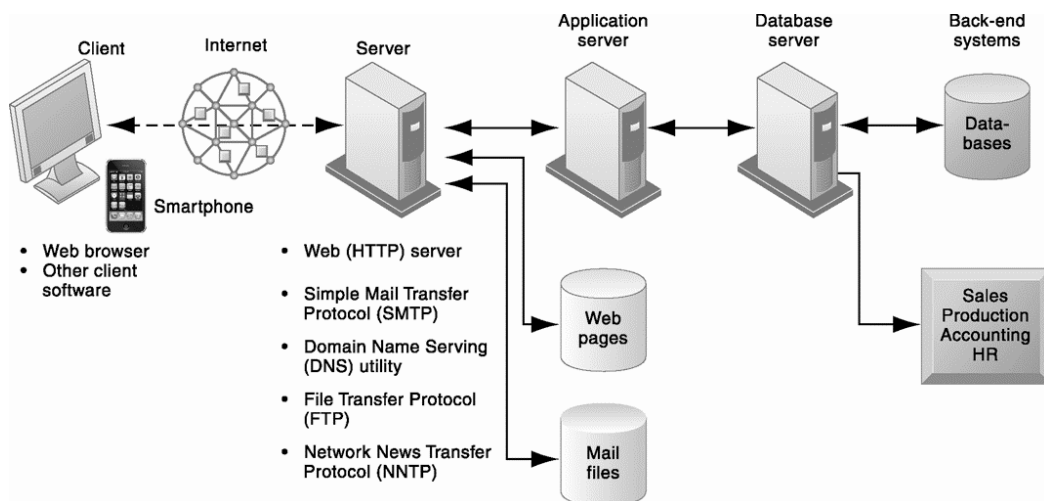 Client
Internet
Server
Application
server
Database
server
Back-end
systems
Data-
bases
Smartphone
• Web browser
• Other client
software
• Web (HTTP) server
• Simple Mail Transfer
Protocol (SMTP)
• Domain Name Serving
(DNS) utility
• File Transfer Protocol
(FTP)
• Network News Transfer
Protocol (NNTP)
Web
pages
Mail
files
Sales
Production
Accounting
HR